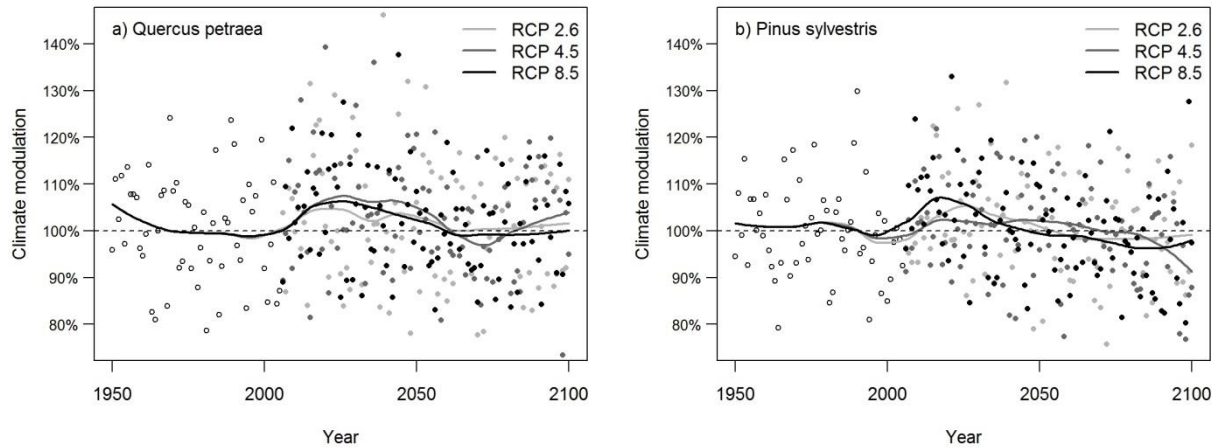 a) Quercus petraea
RCP 2.6
RCP 4.5
RCP 8.5
140%
130%
120%
110%
100%
90%
80%
Climate modulation
1950
2000
2050
2100
Year
b) Pinus sylvestris
RCP 2.6
RCP 4.5
RCP 8.5
140%
130%
120%
110%
100%
90%
80%
Climate modulation
1950
2000
2050
2100
Year